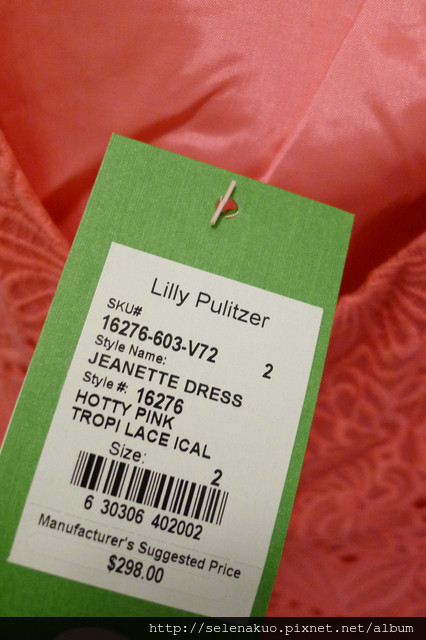 Lilly Pulitzer
SKU#
16276-603-V72 2
Style Name:
JEANETTE DRESS
Style #: 16276
HOTTY PINK
TROPI LACE ICAL
Size: 2
6 30306 402002
Manufacturer's Suggested Price
$298.00
http://selenakuo.pixnet.net/album